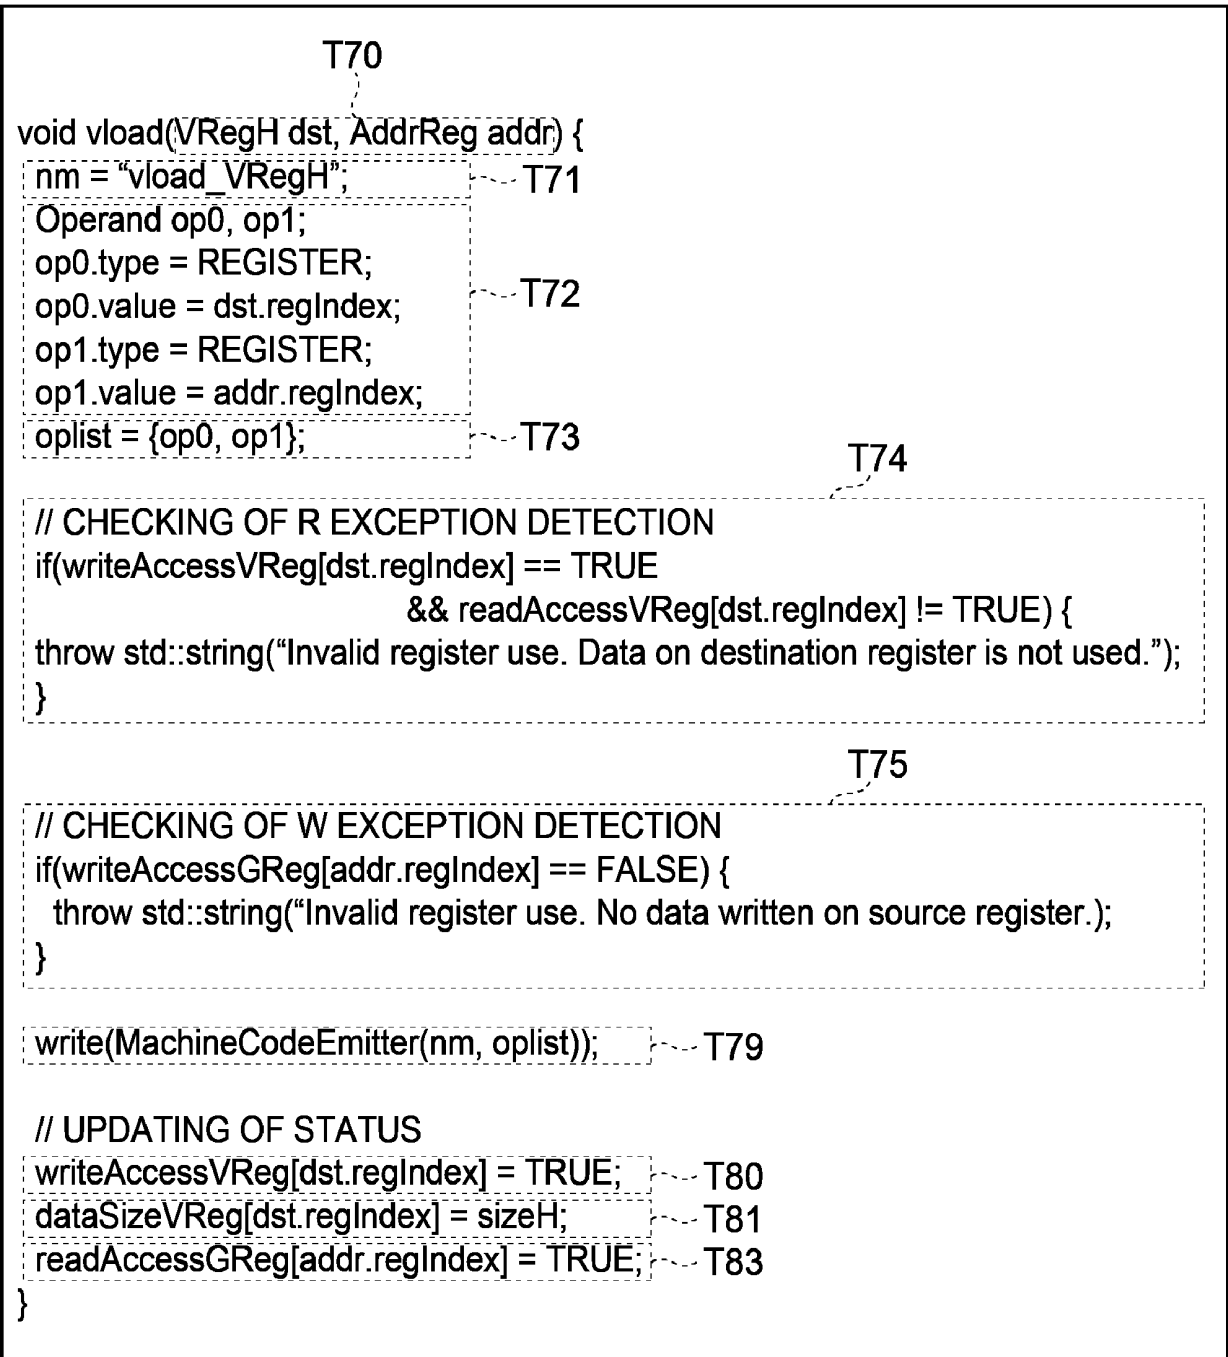 T70
void vload(VRegH dst, AddrReg addr) {
nm = “vload_VRegH”; T71
Operand op0, op1;
op0.type = REGISTER;
op0.value = dst.regIndex; T72
op1.type = REGISTER;
op1.value = addr.regIndex;
oplist = {op0, op1}; T73
T74
// CHECKING OF R EXCEPTION DETECTION
if(writeAccessVReg[dst.regIndex] == TRUE
&& readAccessVReg[dst.regIndex] != TRUE) {
throw std::string(“Invalid register use. Data on destination register is not used.”);
}
T75
// CHECKING OF W EXCEPTION DETECTION
if(writeAccessGReg[addr.regIndex] == FALSE) {
throw std::string(“Invalid register use. No data written on source register.);
}
write(MachineCodeEmitter(nm, oplist)); T79
// UPDATING OF STATUS
writeAccessVReg[dst.regIndex] = TRUE; T80
dataSizeVReg[dst.regIndex] = sizeH; T81
readAccessGReg[addr.regIndex] = TRUE; T83
}